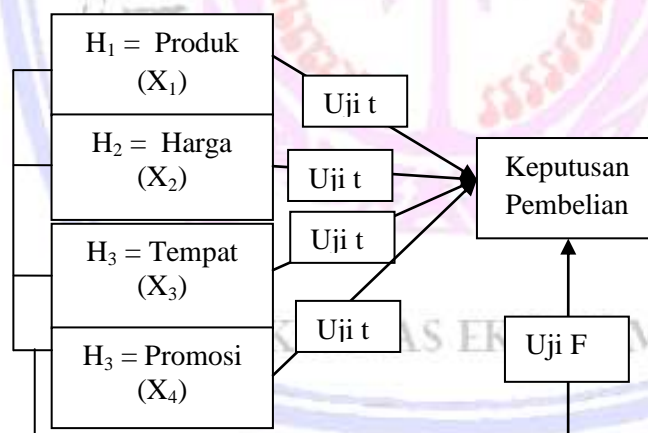 H₁ = Produk
(X₁)
Uji t
H₂ = Harga
(X₂)
Uji t
Keputusan
Pembelian
H₃ = Tempat
(X₃)
Uji t
H₃ = Promosi
(X₄)
Uji t
Uji F